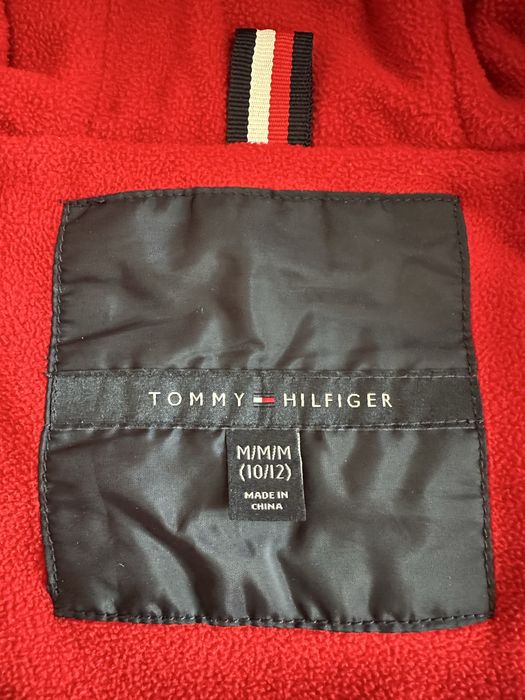 TOMMY HILFIGER
M/M/M
(10/12)
MADE IN
CHINA